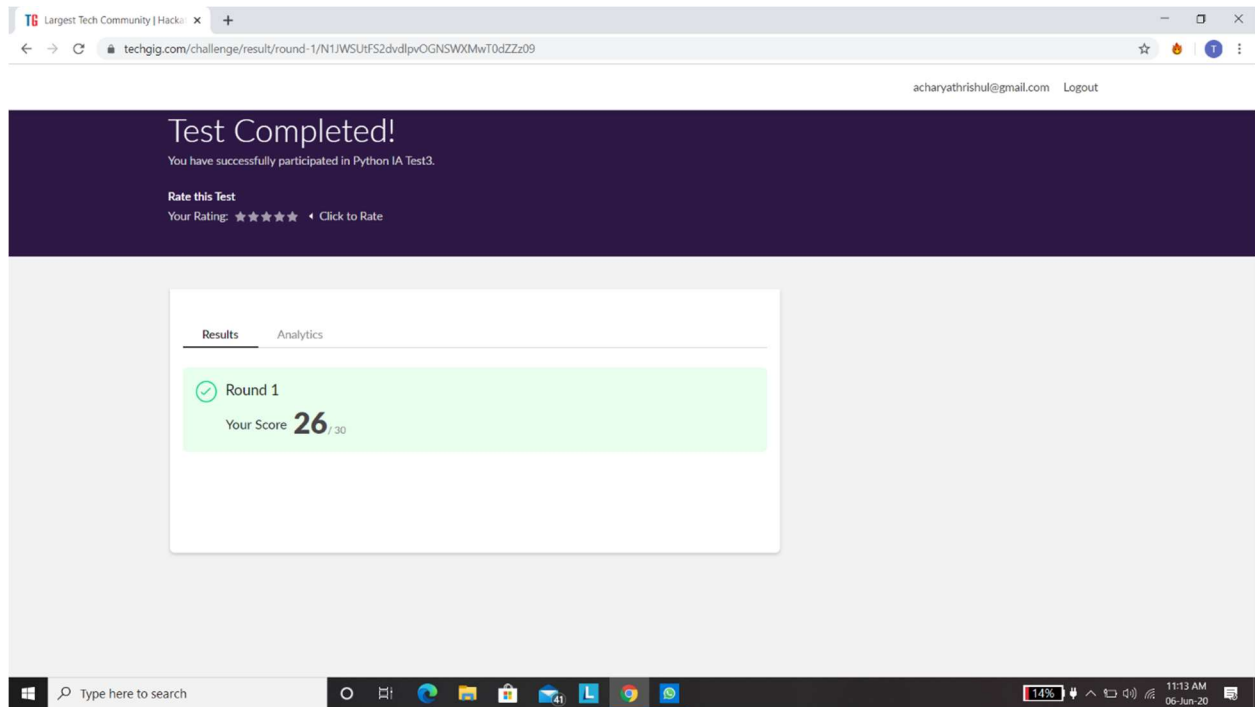 TG Largest Tech Community | Hacka
techgig.com/challenge/result/round-1/N1JWSUtFS2dvdlpvOGNSWXMwT0dZZz09
T
acharyathrishul@gmail.com Logout
Test Completed!
You have successfully participated in Python IA Test3.
Rate this Test
Your Rating: Click to Rate
Results Analytics
Round 1
Your Score 26 / 30
Type here to search
41
L
14%
11:13 AM
06-Jun-20